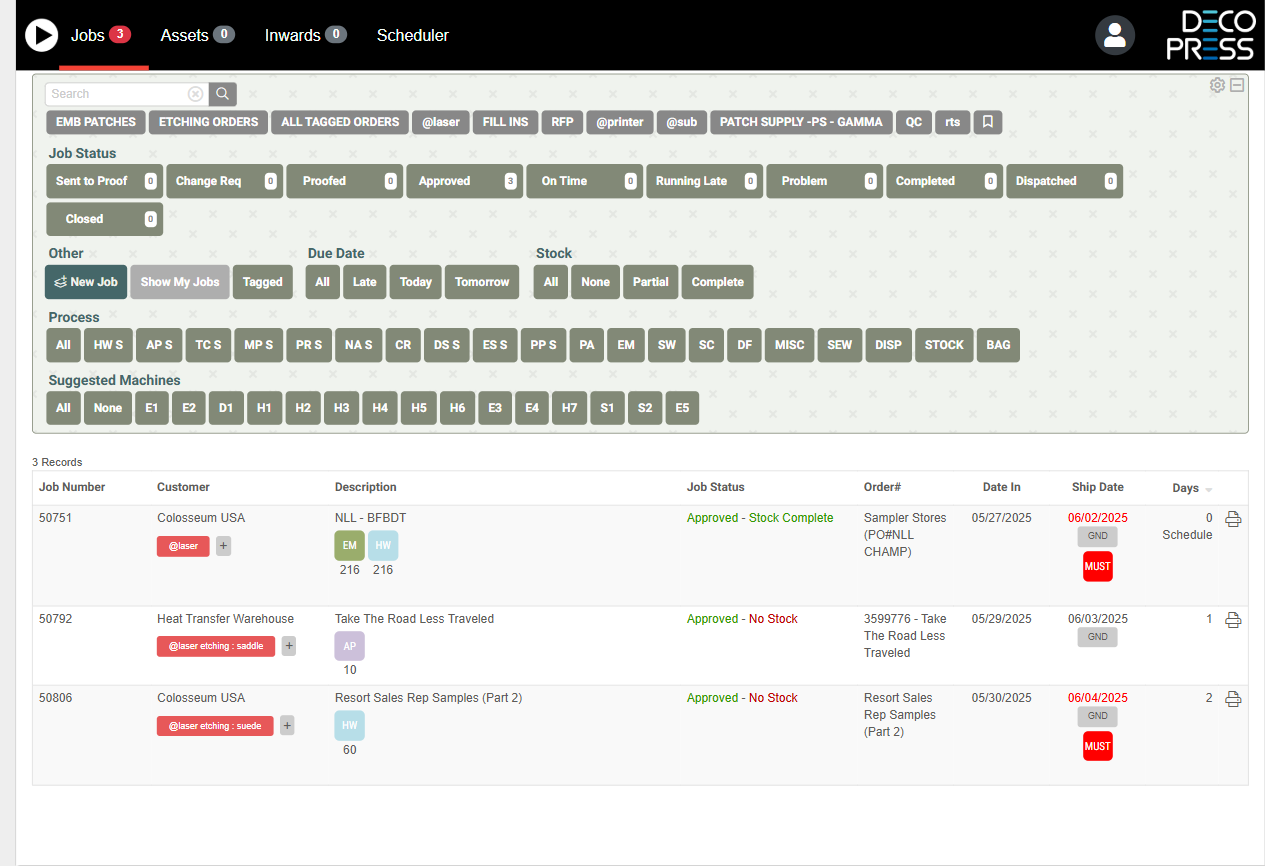 Jobs 3 Assets 0 Inwards 0 Scheduler
DECO
PRESS
Search
EMB PATCHES ETCHING ORDERS ALL TAGGED ORDERS @laser FILL INS RFP @printer @sub PATCH SUPPLY -PS - GAMMA QC rts
Job Status
Sent to Proof 0 Change Req 0 Proofed 0 Approved 3 On Time 0 Running Late 0 Problem 0 Completed 0 Dispatched 0
Closed 0
Other Due Date Stock
New Job Show My Jobs Tagged All Late Today Tomorrow All None Partial Complete
Process
All HW S AP S TC S MP S PR S NA S CR DS S ES S PP S PA EM SW SC DF MISC SEW DISP STOCK BAG
Suggested Machines
All None E1 E2 D1 H1 H2 H3 H4 H5 H6 E3 E4 H7 S1 S2 E5
3 Records
Job Number Customer Description Job Status Order# Date In Ship Date Days
50751 Colosseum USA NLL - BFBDT Approved - Stock Complete Sampler Stores 05/27/2025 06/02/2025 0
(PO#NLL GND Schedule
@laser + EM HW CHAMP)
MUST
216 216
50792 Heat Transfer Warehouse Take The Road Less Traveled Approved - No Stock 3599776 - Take 05/29/2025 06/03/2025 1
The Road Less GND
@laser etching : saddle + AP Traveled
10
50806 Colosseum USA Resort Sales Rep Samples (Part 2) Approved - No Stock Resort Sales 05/30/2025 06/04/2025 2
Rep Samples GND
@laser etching : suede + HW (Part 2)
MUST
60